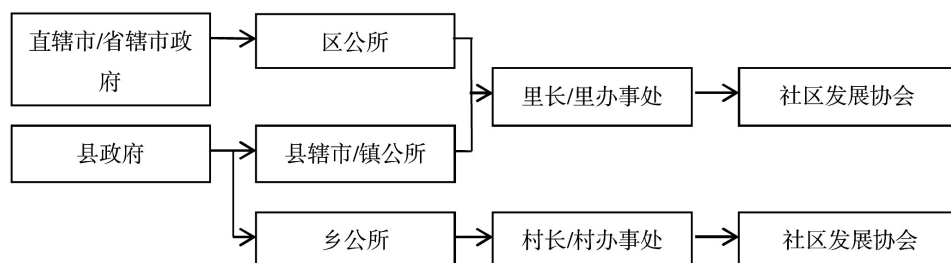 直辖市/省辖市政
府
区公所
里长/里办事处
社区发展协会
县政府
县辖市/镇公所
乡公所
村长/村办事处
社区发展协会